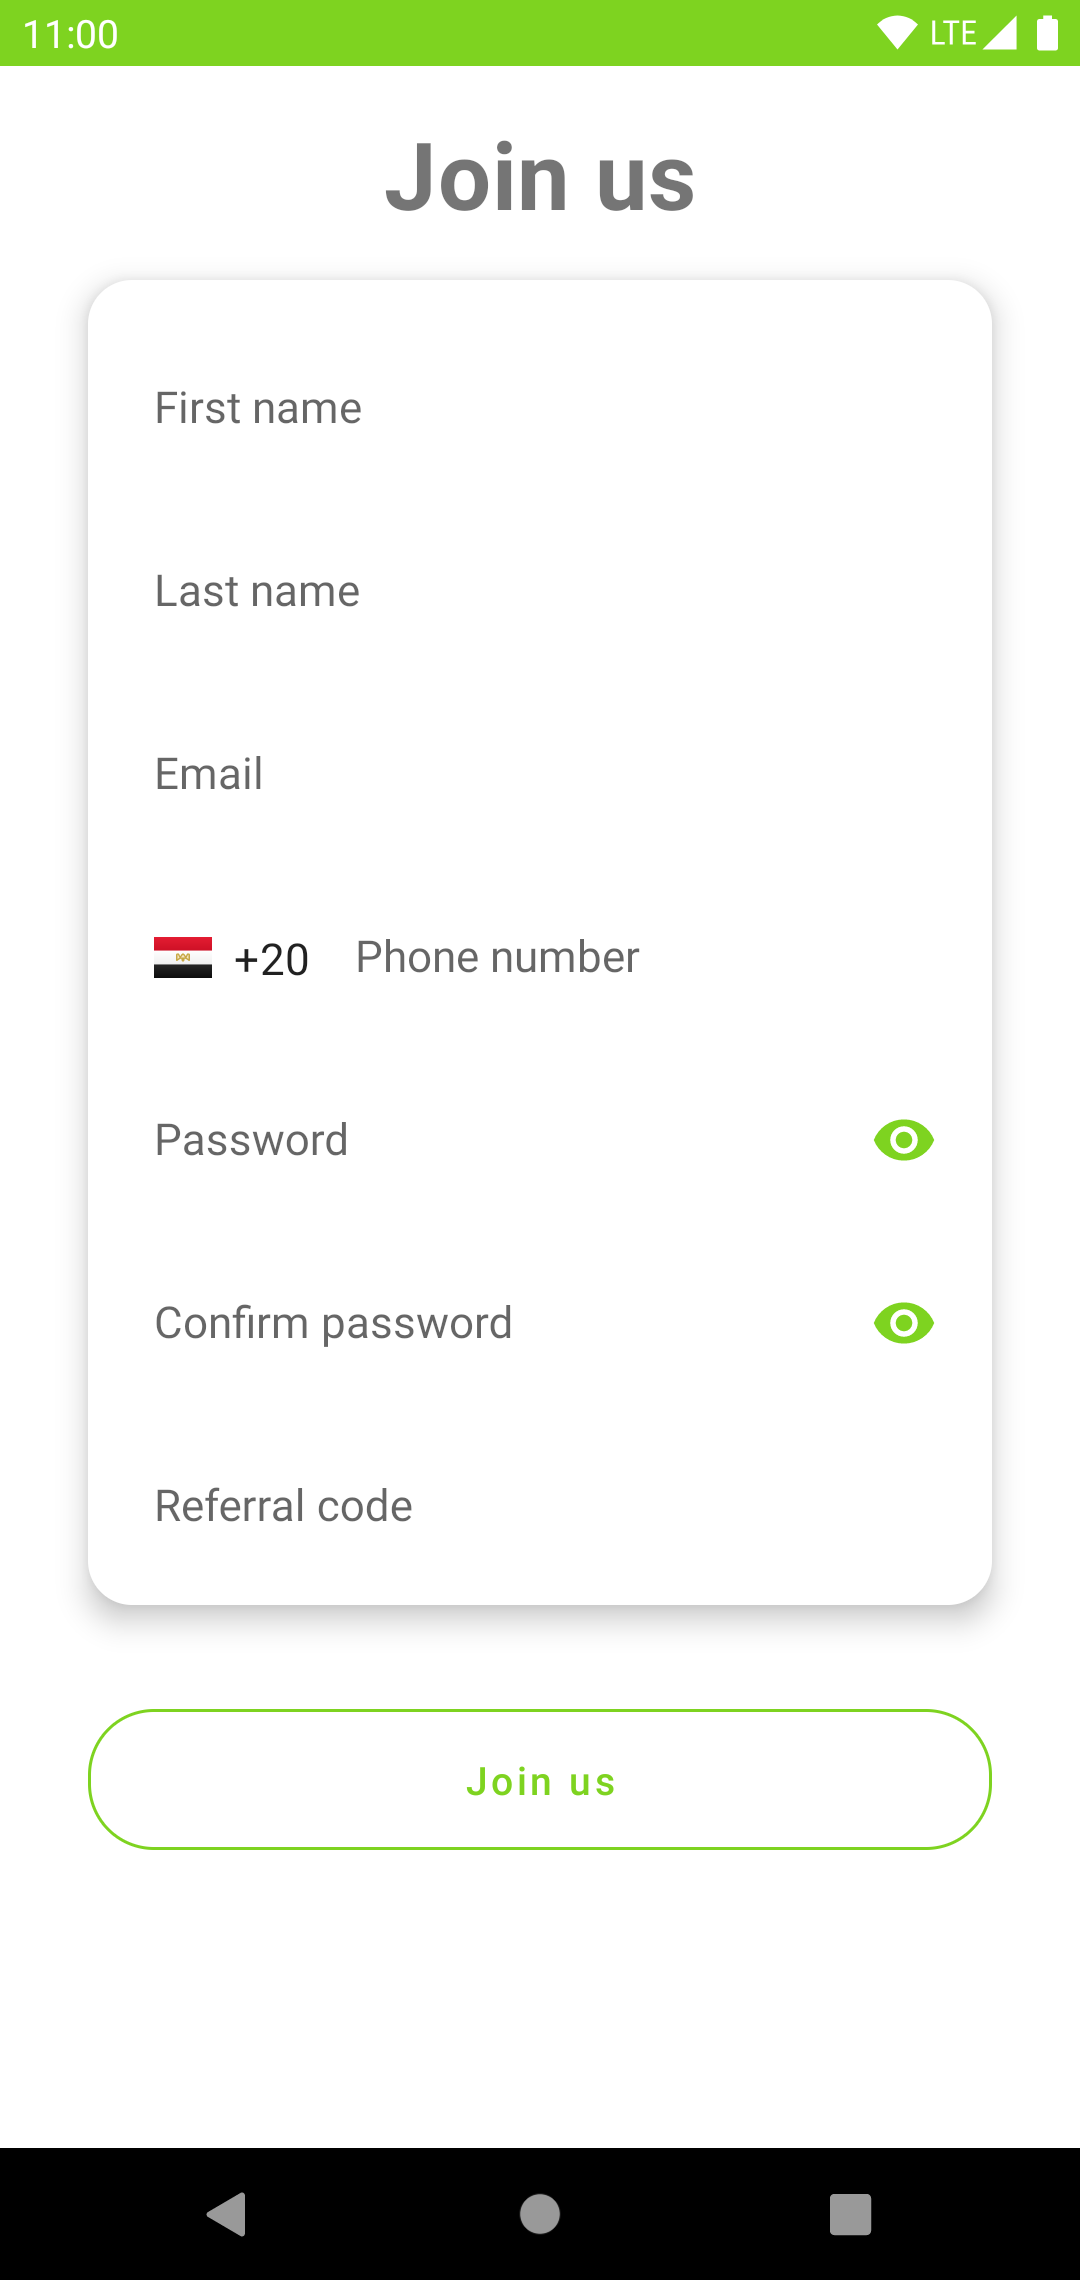 11:00 LTE
Join us
First name
Last name
Email
+20 Phone number
Password
Confirm password
Referral code
Join us